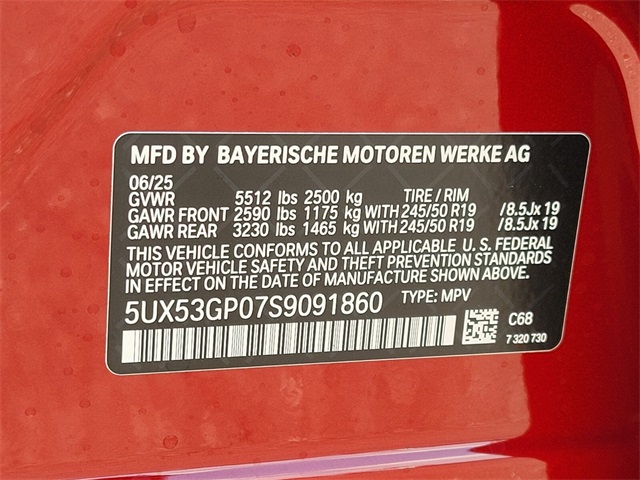 MFD BY BAYERISCHE MOTOREN WERKE AG
06/25
GVWR 5512 lbs 2500 kg TIRE / RIM
GAWR FRONT 2590 lbs 1175 kg WITH 245/50 R19 /8.5Jx 19
GAWR REAR 3230 lbs 1465 kg WITH 245/50 R19 /8.5Jx 19
THIS VEHICLE CONFORMS TO ALL APPLICABLE U. S. FEDERAL
MOTOR VEHICLE SAFETY AND THEFT PREVENTION STANDARDS
IN EFFECT ON THE DATE OF MANUFACTURE SHOWN ABOVE.
5UX53GP07S9091860 TYPE: MPV
C68
7 320 730